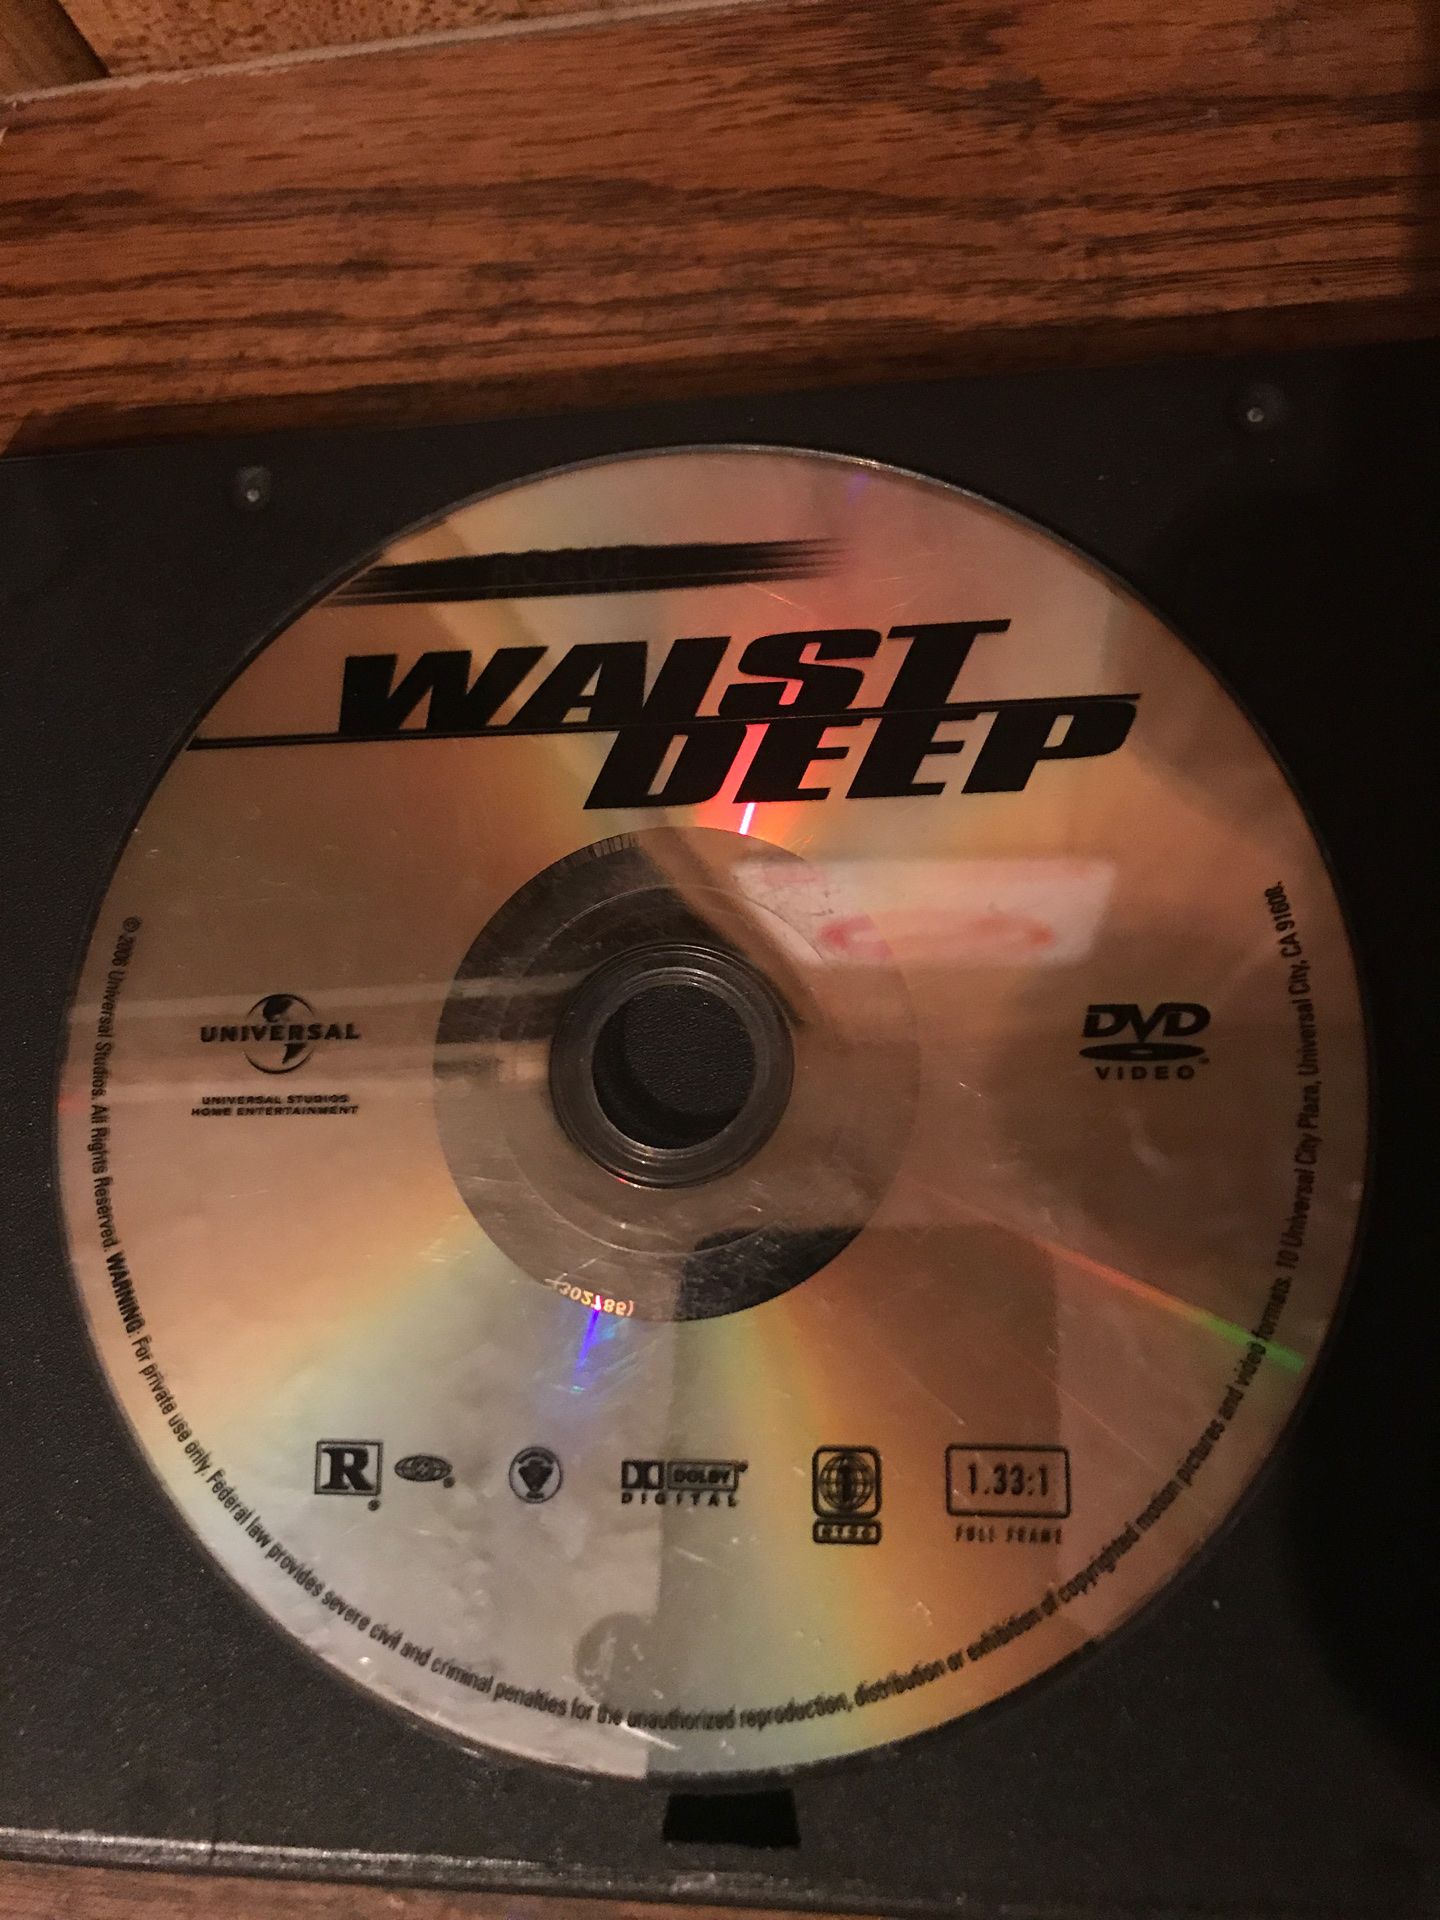 ROGUE
WAIST
DEEP
UNIVERSAL
UNIVERSAL STUDIOS
HOME ENTERTAINMENT
DVD
VIDEO
R
DOLBY
DIGITAL
1
NTSC
1.33:1
FULL FRAME
© 2006 Universal Studios. All Rights Reserved. WARNING: For private use only. Federal law provides severe civil and criminal penalties for the unauthorized reproduction, distribution or exhibition of copyrighted motion pictures and video formats. 10 Universal City Plaza, Universal City, CA 91608.